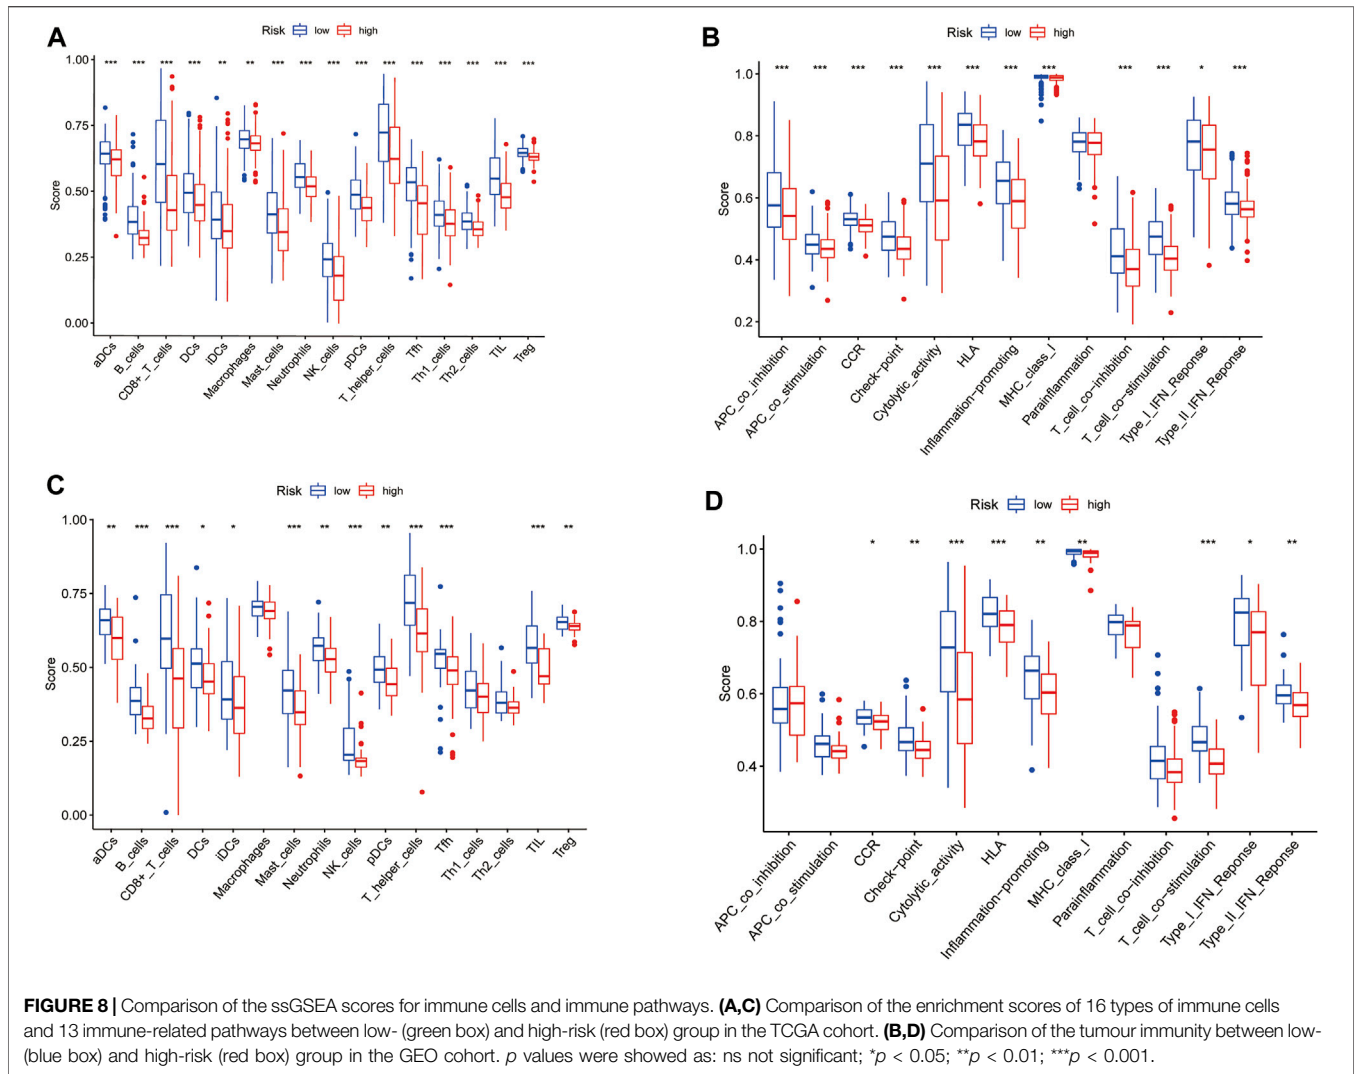 A
Risk low high
*** *** *** *** ** ** *** *** *** *** *** *** *** *** *** ***
1.00
0.75
0.50
0.25
0.00
Score
aDCs
B_cells
CD8+_T_cells
DCs
iDCs
Macrophages
Mast_cells
Neutrophils
NK_cells
pDCs
T_helper_cells
Tfh
Th1_cells
Th2_cells
TIL
Treg
B
Risk low high
*** *** *** *** *** *** *** *** *** *** * ***
1.0
0.8
0.6
0.4
0.2
Score
APC_co_inhibition
APC_co_stimulation
CCR
Check-point
Cytolytic_activity
HLA
Inflammation-promoting
MHC_class_I
Parainflammation
T_cell_co-inhibition
T_cell_co-stimulation
Type_I_IFN_Reponse
Type_II_IFN_Reponse
C
Risk low high
** *** *** * * *** ** *** ** *** *** *** **
1.00
0.75
0.50
0.25
0.00
Score
aDCs
B_cells
CD8+_T_cells
DCs
iDCs
Macrophages
Mast_cells
Neutrophils
NK_cells
pDCs
T_helper_cells
Tfh
Th1_cells
Th2_cells
TIL
Treg
D
Risk low high
* ** *** *** ** ** *** * **
1.0
0.8
0.6
0.4
Score
APC_co_inhibition
APC_co_stimulation
CCR
Check-point
Cytolytic_activity
HLA
Inflammation-promoting
MHC_class_I
Parainflammation
T_cell_co-inhibition
T_cell_co-stimulation
Type_I_IFN_Reponse
Type_II_IFN_Reponse
FIGURE 8 | Comparison of the ssGSEA scores for immune cells and immune pathways. (A,C) Comparison of the enrichment scores of 16 types of immune cells
and 13 immune-related pathways between low- (green box) and high-risk (red box) group in the TCGA cohort. (B,D) Comparison of the tumour immunity between low-
(blue box) and high-risk (red box) group in the GEO cohort. p values were showed as: ns not significant; *p < 0.05; **p < 0.01; ***p < 0.001.